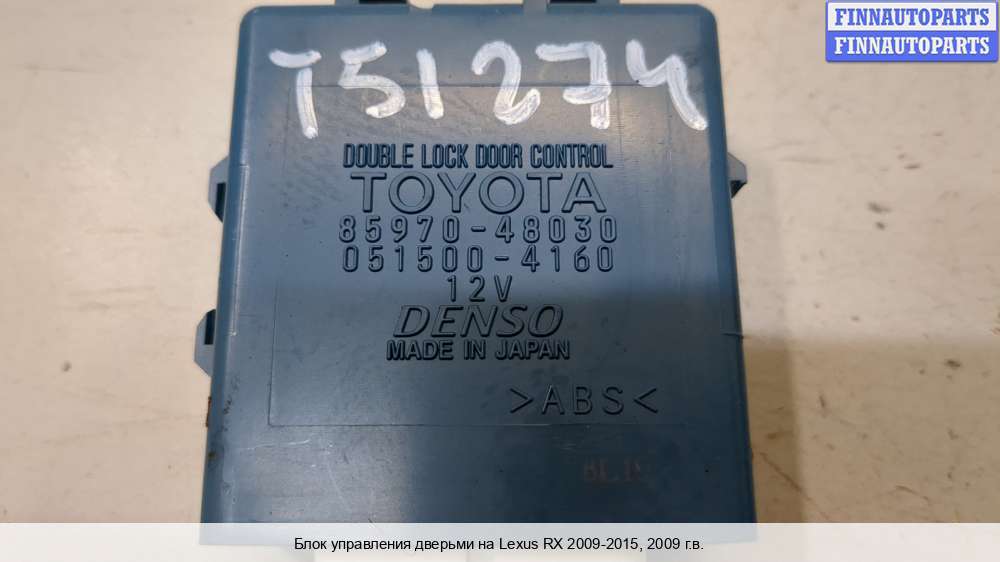 FINNAUTOPARTS
FINNAUTOPARTS
T51274
DOUBLE LOCK DOOR CONTROL
TOYOTA
85970-48030
051500-4160
12V
DENSO
MADE IN JAPAN
>ABS<
Блок управления дверьми на Lexus RX 2009-2015, 2009 г.в.